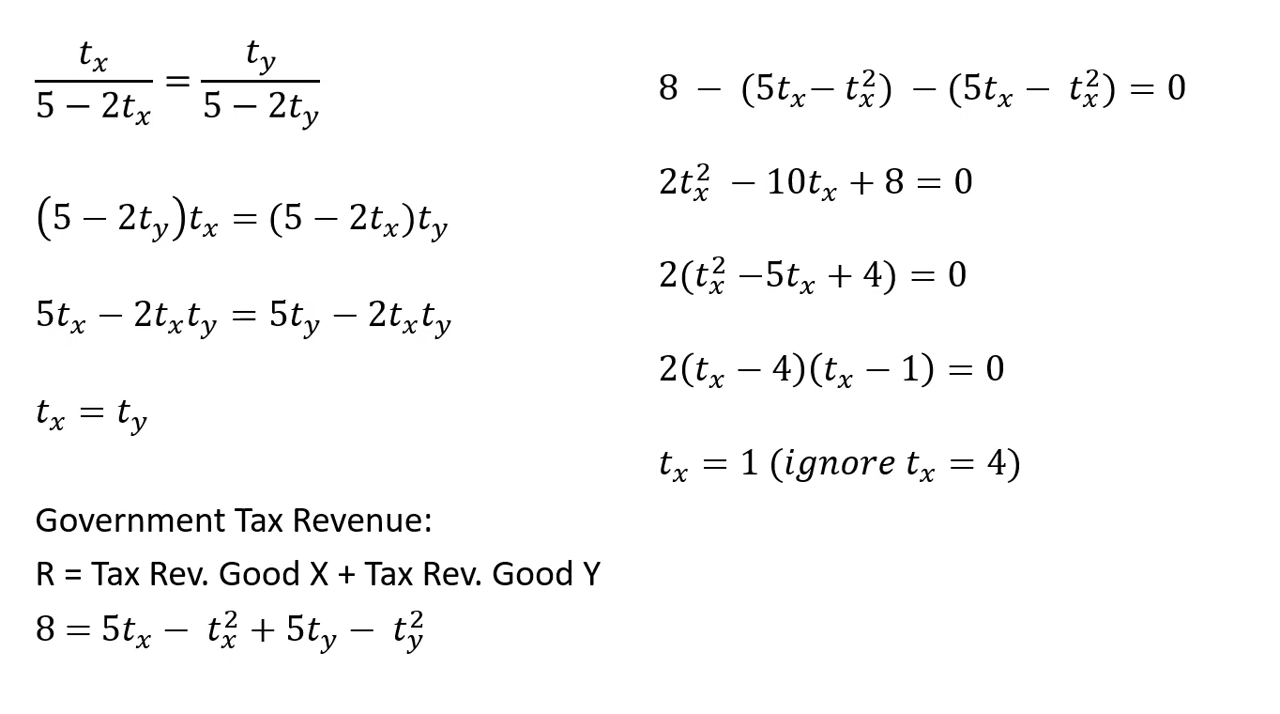 t_x / (5 − 2t_x) = t_y / (5 − 2t_y)
(5 − 2t_y)t_x = (5 − 2t_x)t_y
5t_x − 2t_xt_y = 5t_y − 2t_xt_y
t_x = t_y
Government Tax Revenue:
R = Tax Rev. Good X + Tax Rev. Good Y
8 = 5t_x − t_x^2 + 5t_y − t_y^2
8 − (5t_x − t_x^2) − (5t_x − t_x^2) = 0
2t_x^2 − 10t_x + 8 = 0
2(t_x^2 − 5t_x + 4) = 0
2(t_x − 4)(t_x − 1) = 0
t_x = 1 (ignore t_x = 4)